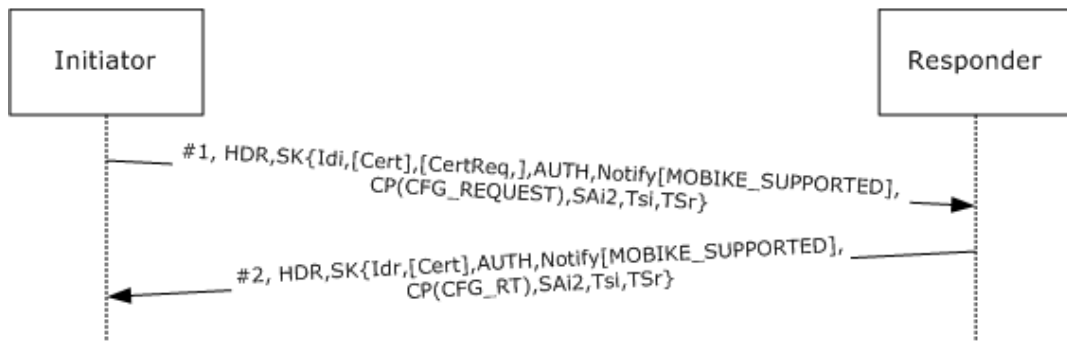 Initiator
Responder
#1, HDR,SK{Idi,[Cert],[CertReq,],AUTH,Notify[MOBIKE_SUPPORTED],
CP(CFG_REQUEST),SAi2,Tsi,TSr}
#2, HDR,SK{Idr,[Cert],AUTH,Notify[MOBIKE_SUPPORTED],
CP(CFG_RT),SAi2,Tsi,TSr}